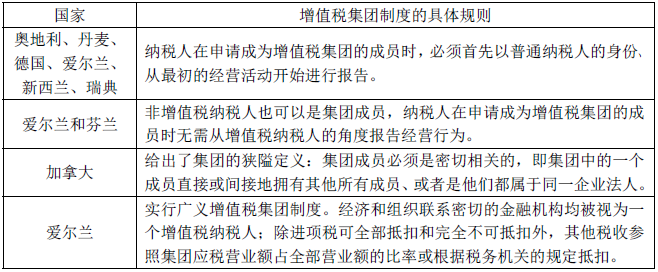 国家
增值税集团制度的具体规则
奥地利、丹麦、
德国、爱尔兰、
新西兰、瑞典
纳税人在申请成为增值税集团的成员时，必须首先以普通纳税人的身份、
从最初的经营活动开始进行报告。
爱尔兰和芬兰
非增值税纳税人也可以是集团成员，纳税人在申请成为增值税集团的成
员时无需从增值税纳税人的角度报告经营行为。
加拿大
给出了集团的狭隘定义：集团成员必须是密切相关的，即集团中的一个
成员直接或间接地拥有其他所有成员、或者是他们都属于同一企业法人。
爱尔兰
实行广义增值税集团制度。经济和组织联系密切的金融机构均被视为一
个增值税纳税人；除进项税可全部抵扣和完全不可抵扣外，其他税收参
照集团应税营业额占全部营业额的比率或根据税务机关的规定抵扣。